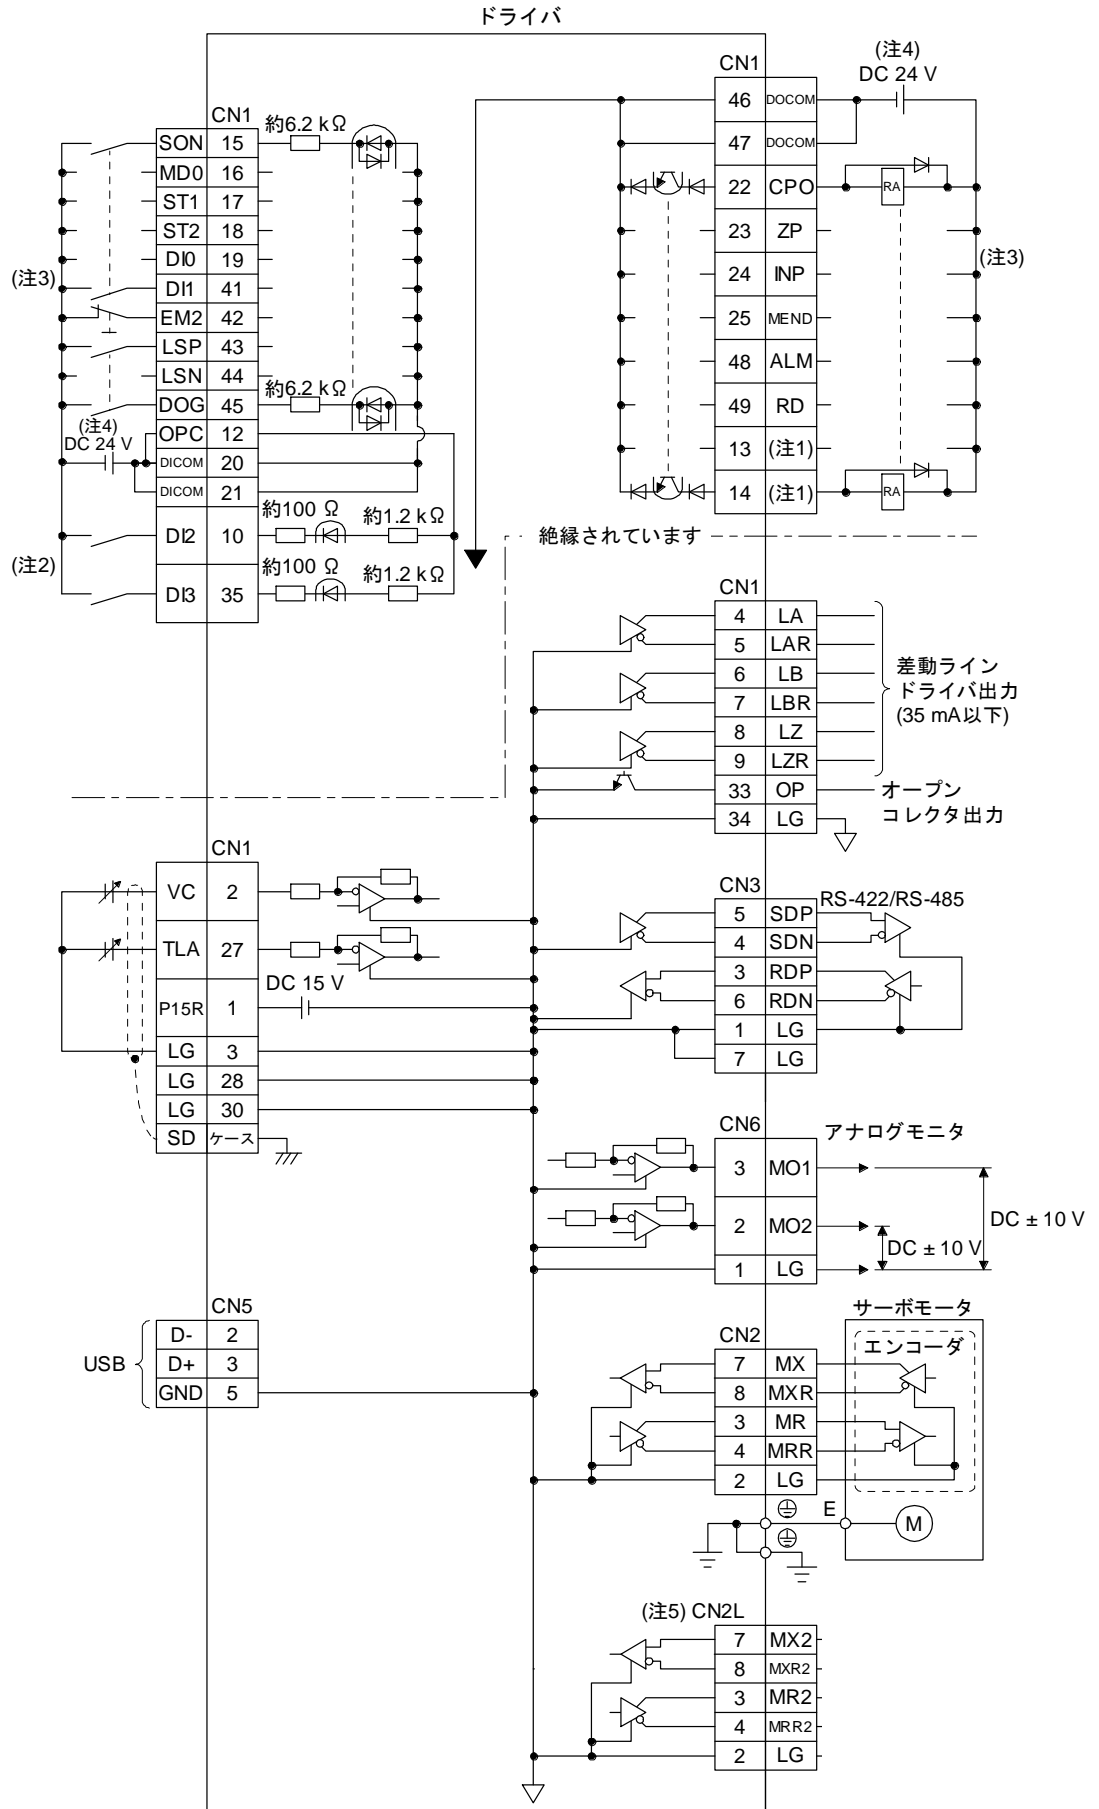 ドライバ
CN1
SON 15 約6.2 kΩ
MD0 16
ST1 17
ST2 18
DI0 19
(注3)
DI1 41
EM2 42
LSP 43
LSN 44
DOG 45 約6.2 kΩ
(注4)
DC 24 V
OPC 12
DICOM 20
DICOM 21
DI2 10 約100 Ω 約1.2 kΩ
(注2)
DI3 35 約100 Ω 約1.2 kΩ
CN1
(注4)
DC 24 V
46 DOCOM
47 DOCOM
22 CPO RA
23 ZP
(注3)
24 INP
25 MEND
48 ALM
49 RD
13 (注1)
14 (注1) RA
絶縁されています
CN1
4 LA
5 LAR
6 LB
7 LBR
8 LZ
9 LZR
差動ライン
ドライバ出力
(35 mA以下)
33 OP
34 LG
オープン
コレクタ出力
CN1
VC 2
TLA 27
P15R 1 DC 15 V
LG 3
LG 28
LG 30
SD ケース
CN3
RS-422/RS-485
5 SDP
4 SDN
3 RDP
6 RDN
1 LG
7 LG
CN6
アナログモニタ
3 MO1
2 MO2
1 LG
DC ± 10 V
DC ± 10 V
CN5
USB
D- 2
D+ 3
GND 5
CN2
サーボモータ
エンコーダ
7 MX
8 MXR
3 MR
4 MRR
2 LG
E
M
(注5) CN2L
7 MX2
8 MXR2
3 MR2
4 MRR2
2 LG